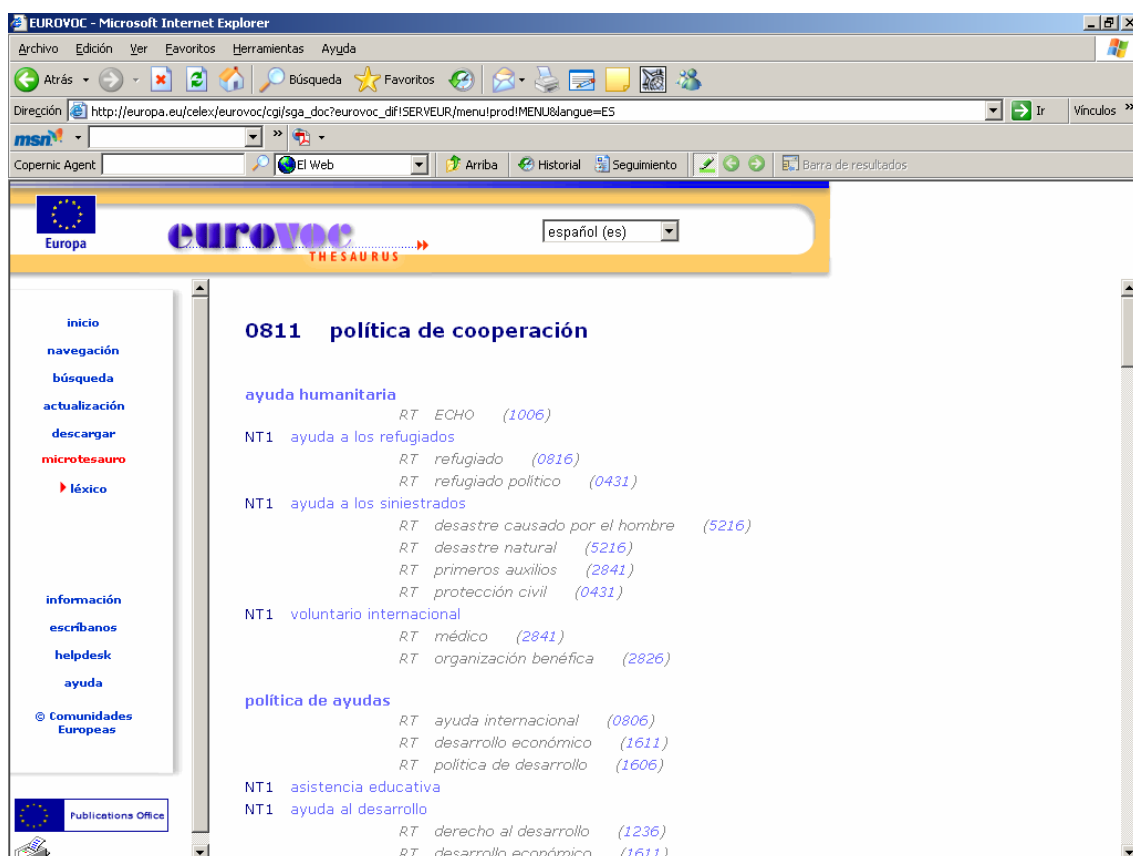 EUROVOC - Microsoft Internet Explorer
Archivo Edición Ver Favoritos Herramientas Ayuda
Atrás Búsqueda Favoritos
Dirección http://europa.eu/celex/eurovoc/cgi/sga_doc?eurovoc_dif!SERVEUR/menu!prod!MENU&langue=ES Ir Vínculos »
msn »
Copernic Agent El Web Arriba Historial Seguimiento Barra de resultados
Europa
eurovoc
THESAURUS
español (es)
inicio
navegación
búsqueda
actualización
descargar
microtesauro
léxico
información
escríbanos
helpdesk
ayuda
© Comunidades
Europeas
Publications Office
0811 política de cooperación
ayuda humanitaria
RT ECHO (1006)
NT1 ayuda a los refugiados
RT refugiado (0816)
RT refugiado político (0431)
NT1 ayuda a los siniestrados
RT desastre causado por el hombre (5216)
RT desastre natural (5216)
RT primeros auxilios (2841)
RT protección civil (0431)
NT1 voluntario internacional
RT médico (2841)
RT organización benéfica (2826)
política de ayudas
RT ayuda internacional (0806)
RT desarrollo económico (1611)
RT política de desarrollo (1606)
NT1 asistencia educativa
NT1 ayuda al desarrollo
RT derecho al desarrollo (1236)
RT desarrollo económico (1611)